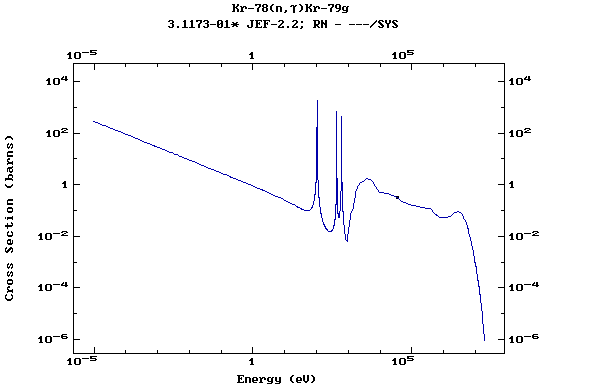 Kr-78(n,γ)Kr-79g
3.1173-01* JEF-2.2; RN - ---/SYS
10-5 105
104 104
102 102
1 1
10-2 10-2
10-4 10-4
10-6 10-6
10-5 1 105
Cross Section (barns)
Energy (eV)